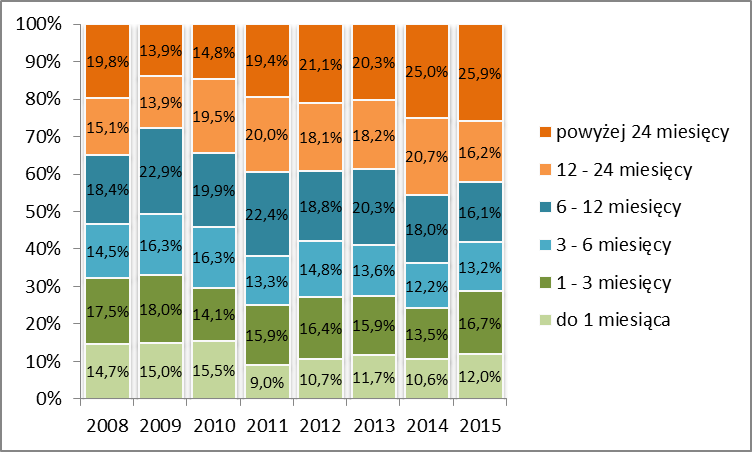 100%
90%
80%
70%
60%
50%
40%
30%
20%
10%
0%
19,8% 13,9% 14,8% 19,4% 21,1% 20,3% 25,0% 25,9%
15,1% 13,9% 19,5% 20,0% 18,1% 18,2% 20,7% 16,2%
18,4% 22,9% 19,9% 22,4% 18,8% 20,3% 18,0% 16,1%
14,5% 16,3% 16,3% 13,3% 14,8% 13,6% 12,2% 13,2%
17,5% 18,0% 14,1% 15,9% 16,4% 15,9% 13,5% 16,7%
14,7% 15,0% 15,5% 9,0% 10,7% 11,7% 10,6% 12,0%
2008 2009 2010 2011 2012 2013 2014 2015
powyżej 24 miesięcy
12 - 24 miesięcy
6 - 12 miesięcy
3 - 6 miesięcy
1 - 3 miesięcy
do 1 miesiąca